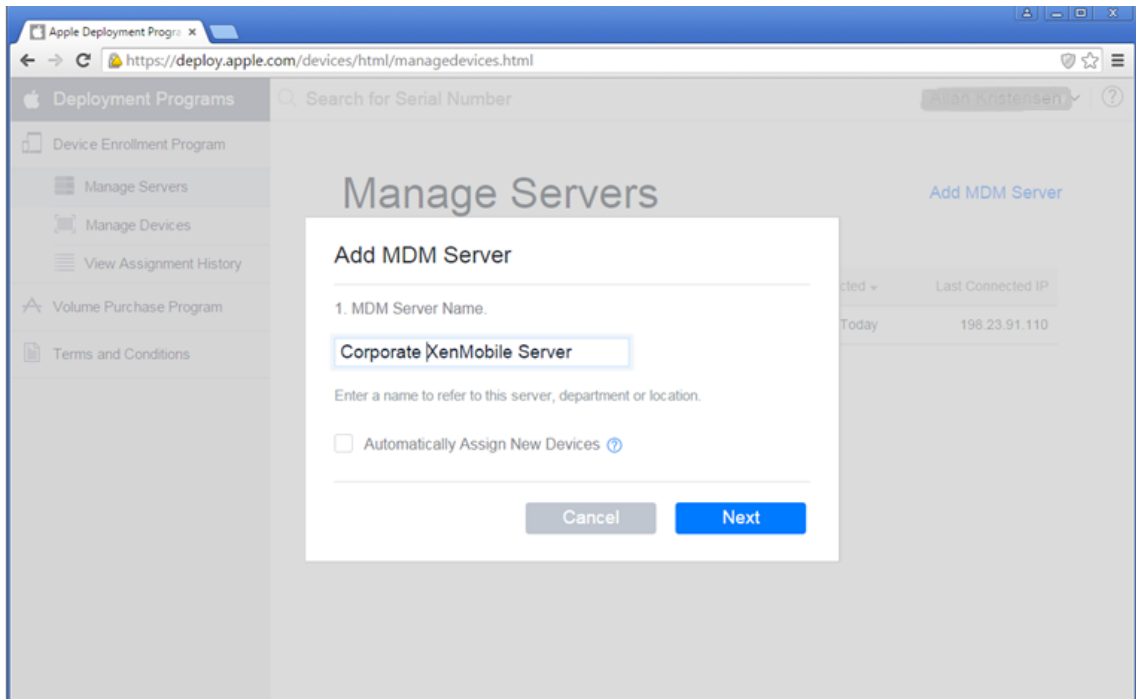 Apple Deployment Progra
https://deploy.apple.com/devices/html/managedevices.html
Deployment Programs
Search for Serial Number
Device Enrollment Program
Manage Servers
Manage Devices
View Assignment History
Volume Purchase Program
Terms and Conditions
Manage Servers
Add MDM Server
cted
Last Connected IP
Today
198.23.91.110
Add MDM Server
1. MDM Server Name.
Corporate XenMobile Server
Enter a name to refer to this server, department or location.
Automatically Assign New Devices ?
Cancel
Next